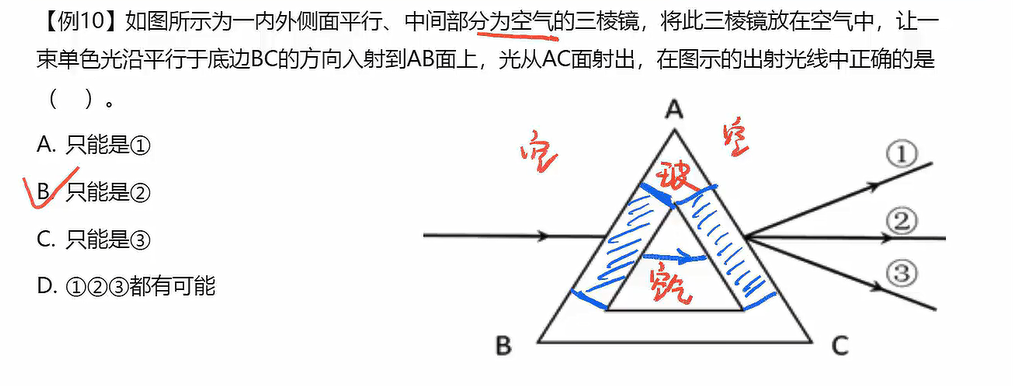 【例10】如图所示为一内外侧面平行、中间部分为空气的三棱镜，将此三棱镜放在空气中，让一
束单色光沿平行于底边BC的方向入射到AB面上，光从AC面射出，在图示的出射光线中正确的是
（　）。
A. 只能是①
B. 只能是②
C. 只能是③
D. ①②③都有可能
A
空
空
玻
①
②
③
空气
B
C